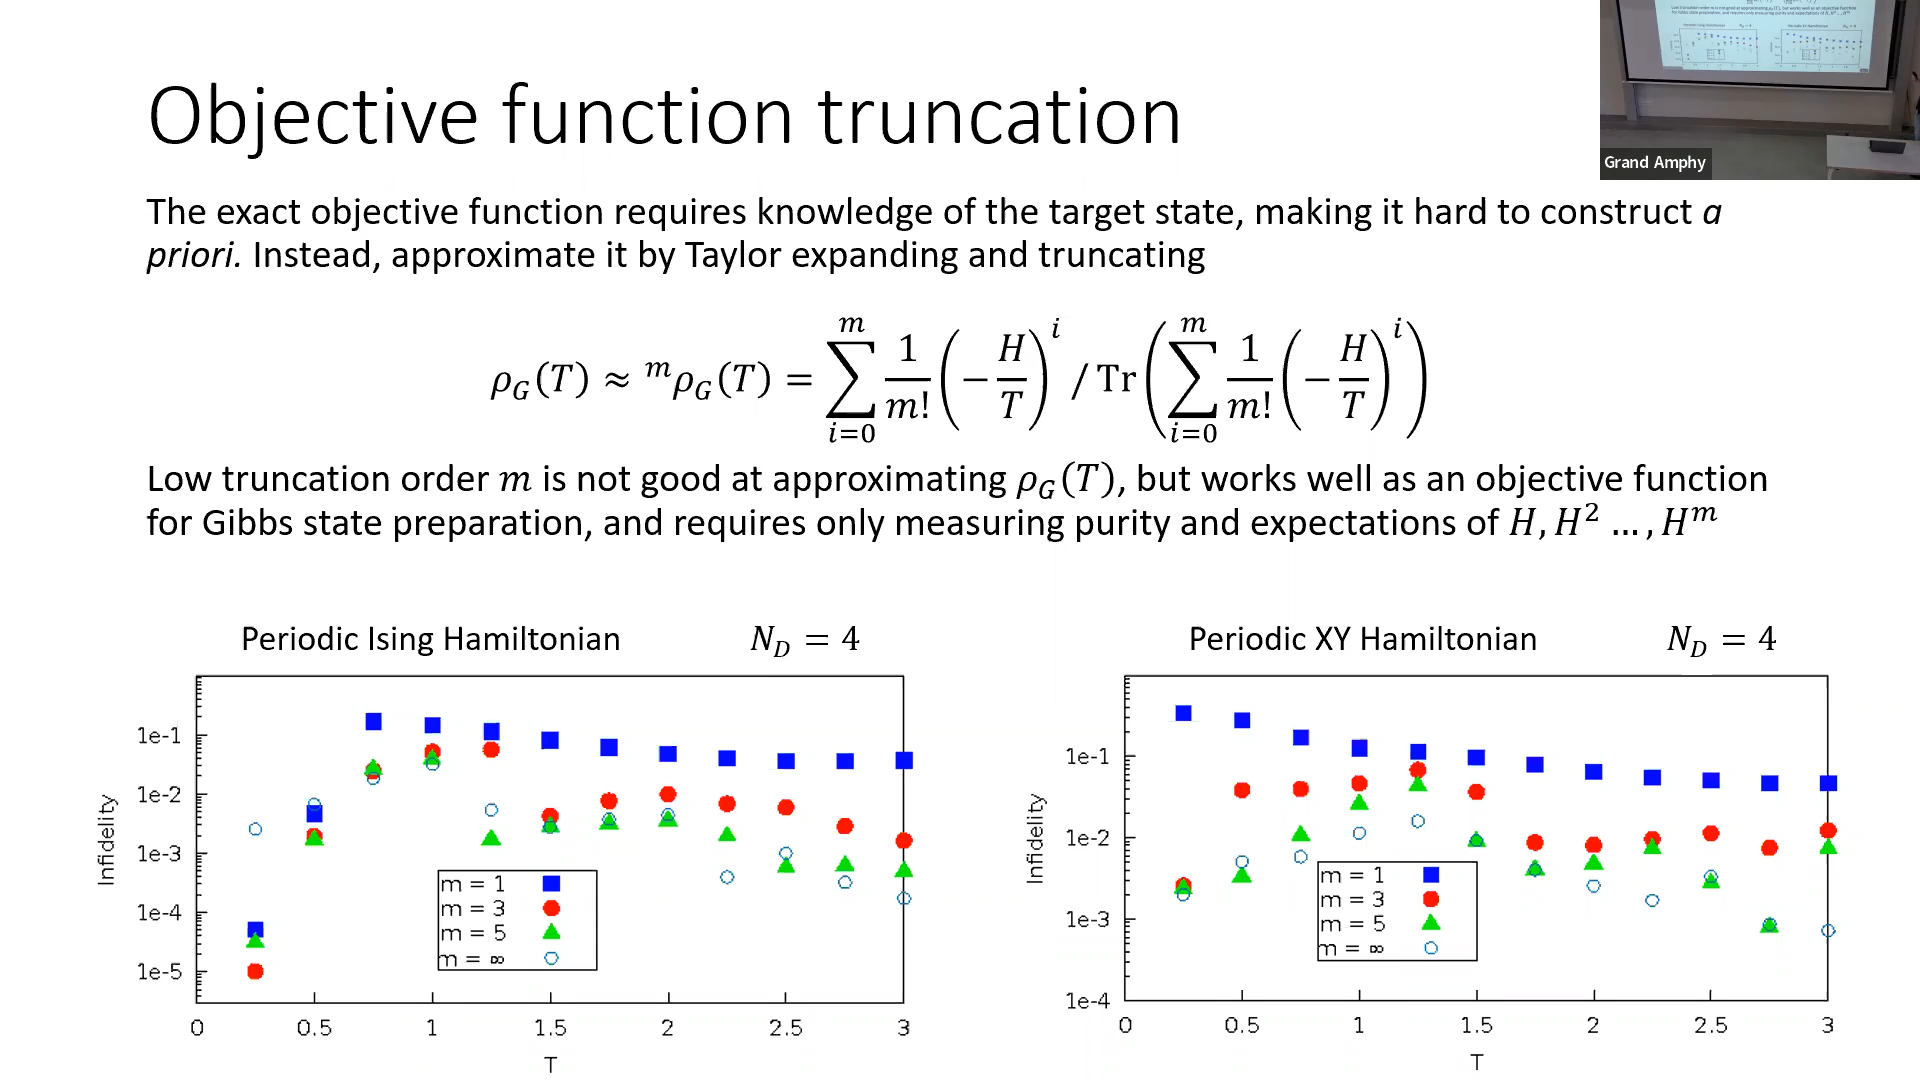 Objective function truncation
Grand Amphy
The exact objective function requires knowledge of the target state, making it hard to construct a
priori. Instead, approximate it by Taylor expanding and truncating
ρ_G(T) ≈ ^mρ_G(T) = ∑_{i=0}^{m} 1/m! (−H/T)^i / Tr(∑_{i=0}^{m} 1/m! (−H/T)^i)
Low truncation order m is not good at approximating ρ_G(T), but works well as an objective function
for Gibbs state preparation, and requires only measuring purity and expectations of H, H² …, H^m
Periodic Ising Hamiltonian N_D = 4
1e-1
1e-2
1e-3
1e-4
1e-5
Infidelity
m = 1
m = 3
m = 5
m = ∞
0 0.5 1 1.5 2 2.5 3
T
Periodic XY Hamiltonian N_D = 4
1e-1
1e-2
1e-3
1e-4
Infidelity
m = 1
m = 3
m = 5
m = ∞
0 0.5 1 1.5 2 2.5 3
T